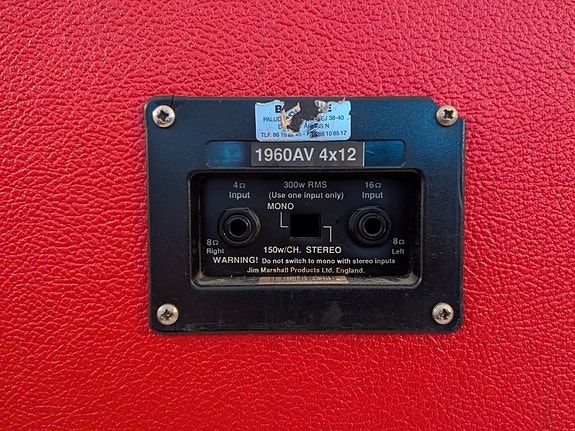 1960AV 4x12
4Ω 300w RMS 16Ω
Input (Use one input only) Input
MONO
8Ω 8Ω
Right 150w/CH. STEREO Left
WARNING! Do not switch to mono with stereo inputs
Jim Marshall Products Ltd. England.